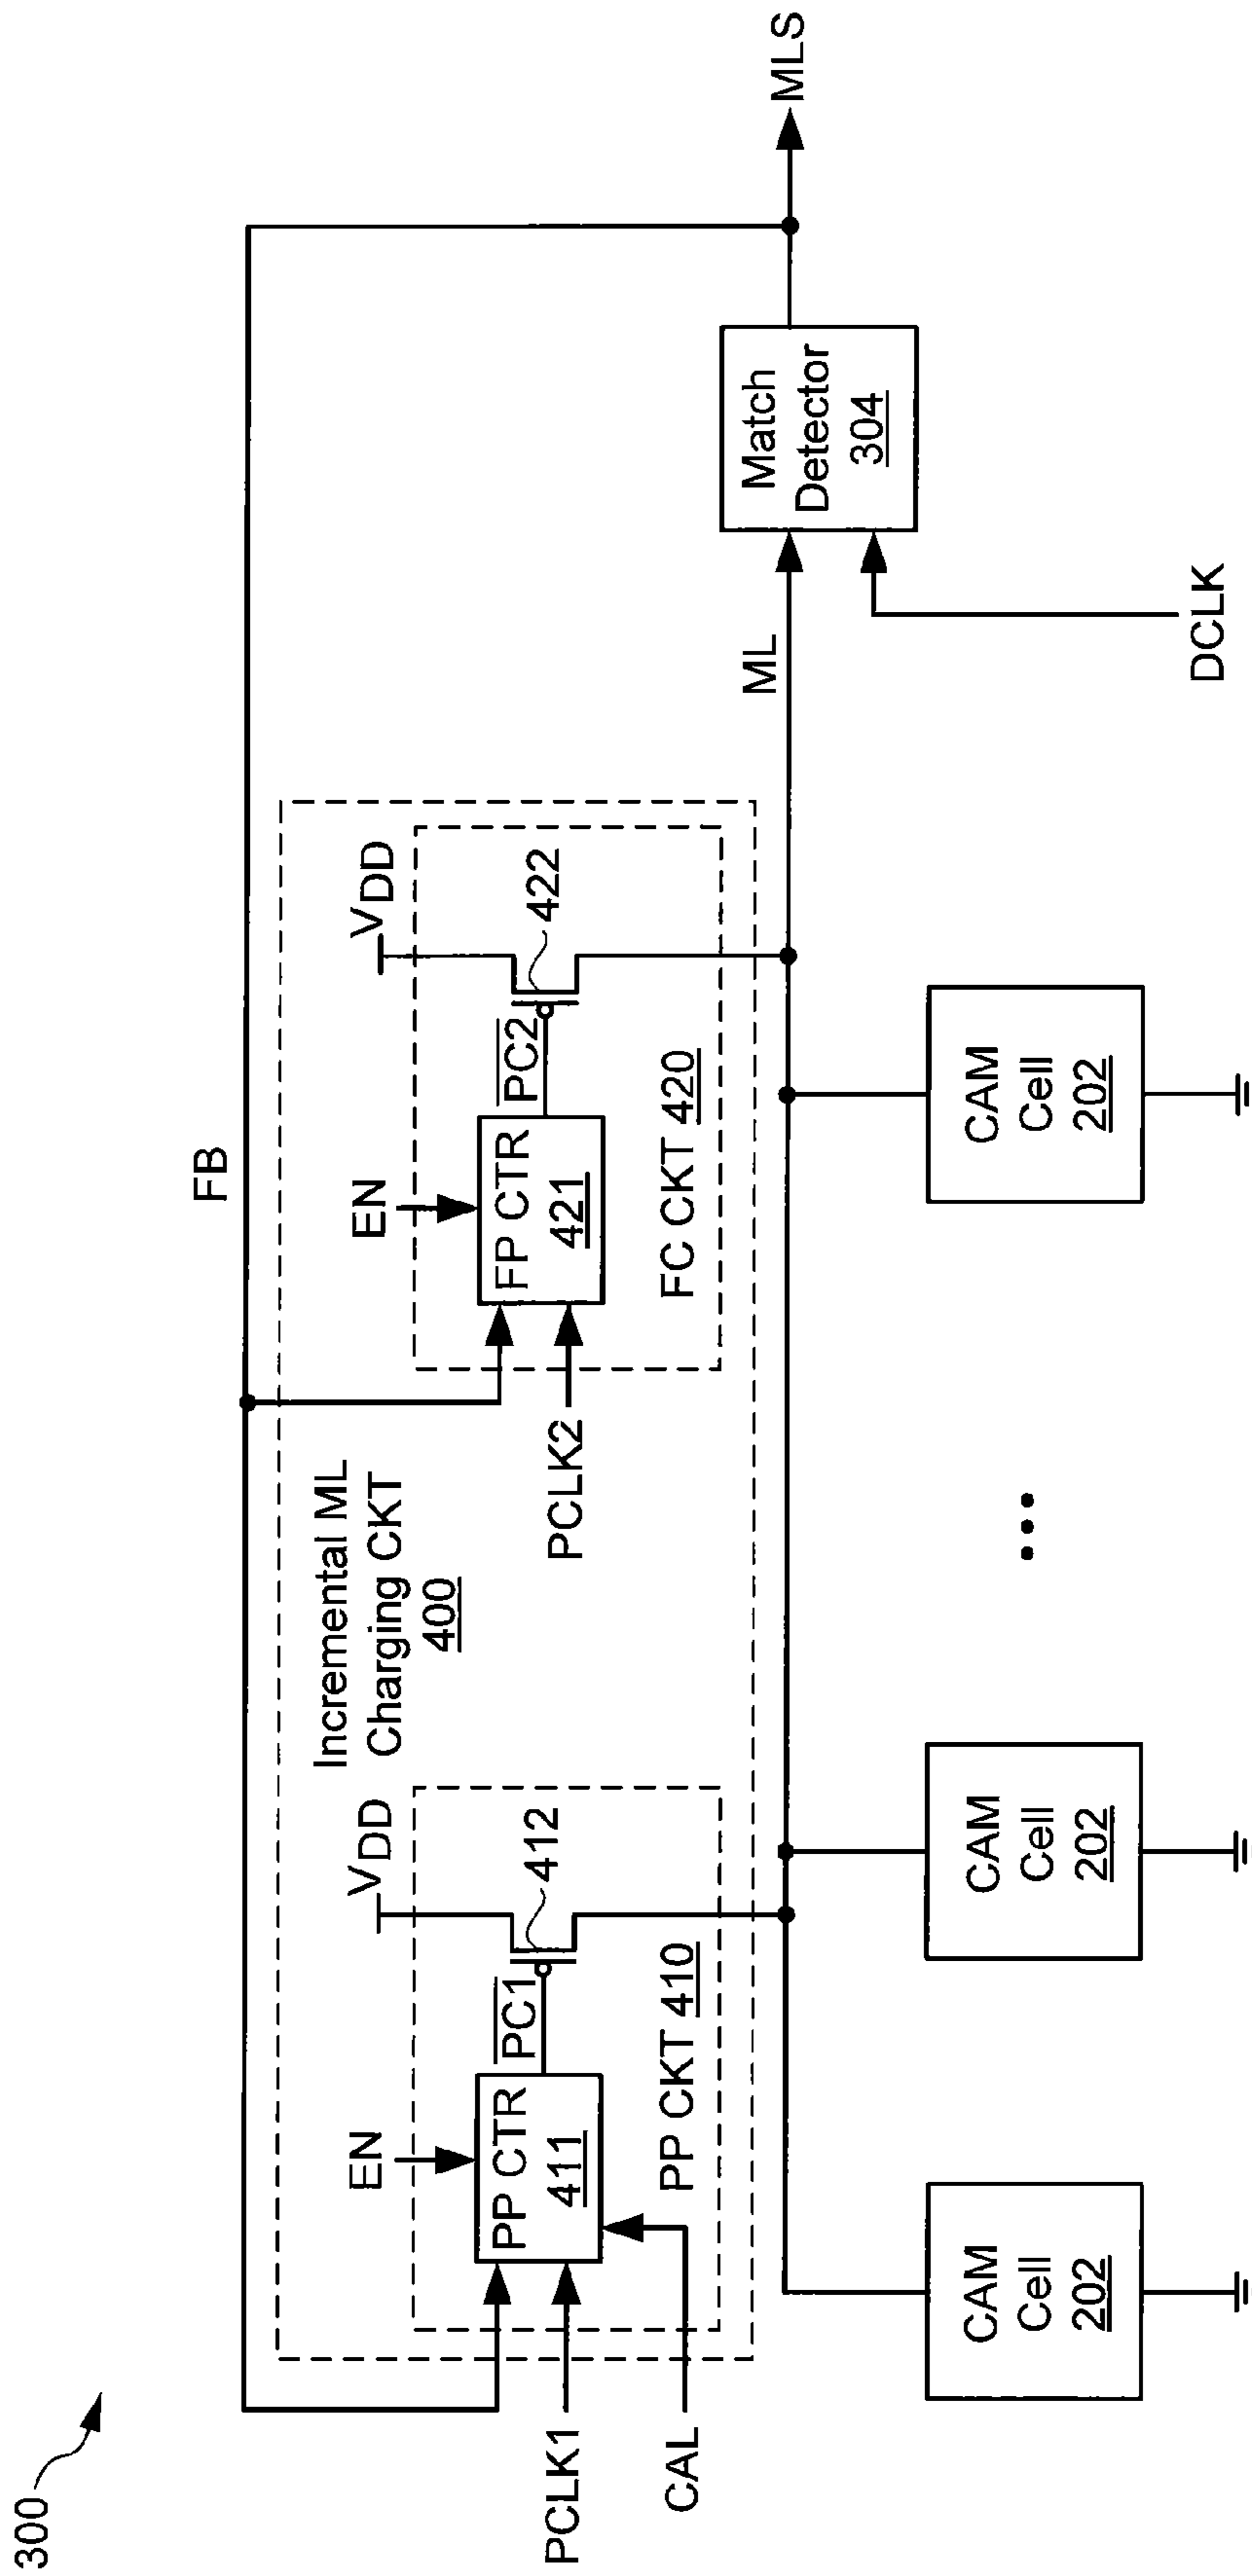 300
FB
Incremental ML
Charging CKT
400
VDD
EN
PP CTR
411
PC1
412
PP CKT 410
PCLK1
CAL
VDD
EN
FP CTR
421
PC2
422
FC CKT 420
PCLK2
ML
Match
Detector
304
MLS
DCLK
CAM
Cell
202
CAM
Cell
202
...
CAM
Cell
202